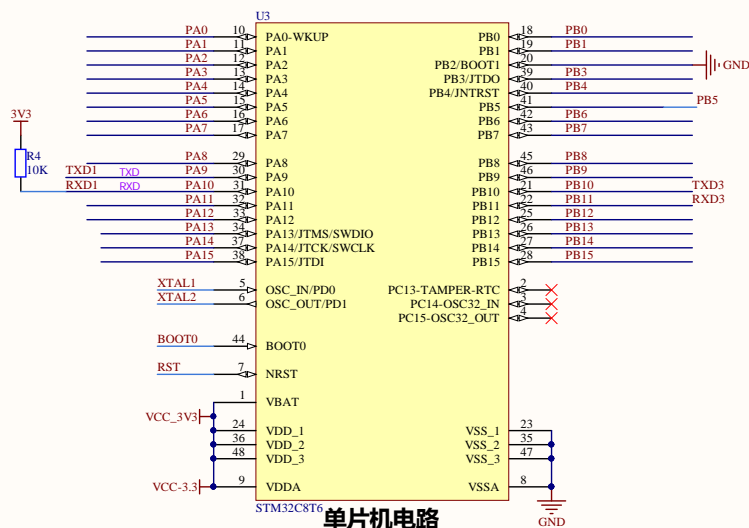 U3
PA0 10 PA0-WKUP PB0 18 PB0
PA1 11 PA1 PB1 19 PB1
PA2 12 PA2 PB2/BOOT1 20 GND
PA3 13 PA3 PB3/JTDO 39 PB3
PA4 14 PA4 PB4/JNTRST 40 PB4
PA5 15 PA5 PB5 41 PB5
PA6 16 PA6 PB6 42 PB6
PA7 17 PA7 PB7 43 PB7
3V3
R4
10K
PA8 29 PA8 PB8 45 PB8
TXD1 TXD PA9 30 PA9 PB9 46 PB9
RXD1 RXD PA10 31 PA10 PB10 21 PB10 TXD3
PA11 32 PA11 PB11 22 PB11 RXD3
PA12 33 PA12 PB12 25 PB12
PA13 34 PA13/JTMS/SWDIO PB13 26 PB13
PA14 37 PA14/JTCK/SWCLK PB14 27 PB14
PA15 38 PA15/JTDI PB15 28 PB15
XTAL1 5 OSC_IN/PD0 PC13-TAMPER-RTC 2
XTAL2 6 OSC_OUT/PD1 PC14-OSC32_IN 3
PC15-OSC32_OUT 4
BOOT0 44 BOOT0
RST 7 NRST
1 VBAT
VCC_3V3
24 VDD_1 VSS_1 23
36 VDD_2 VSS_2 35
48 VDD_3 VSS_3 47
VCC-3.3 9 VDDA VSSA 8
STM32C8T6
单片机电路
GND